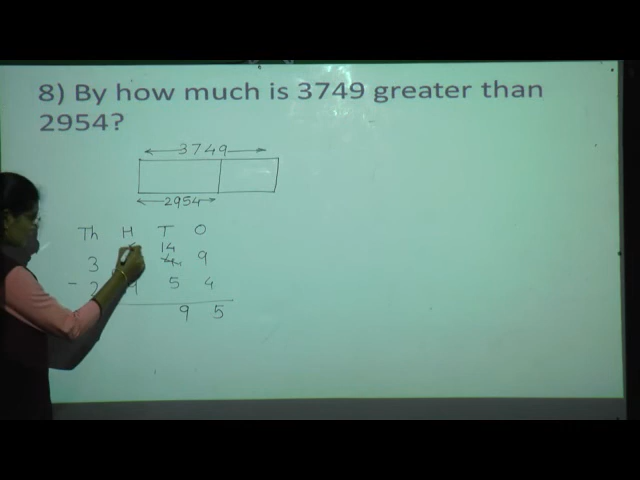 8) By how much is 3749 greater than
2954?
3749
2954
Th H T O
14
3 4 9
- 2 9 5 4
9 5